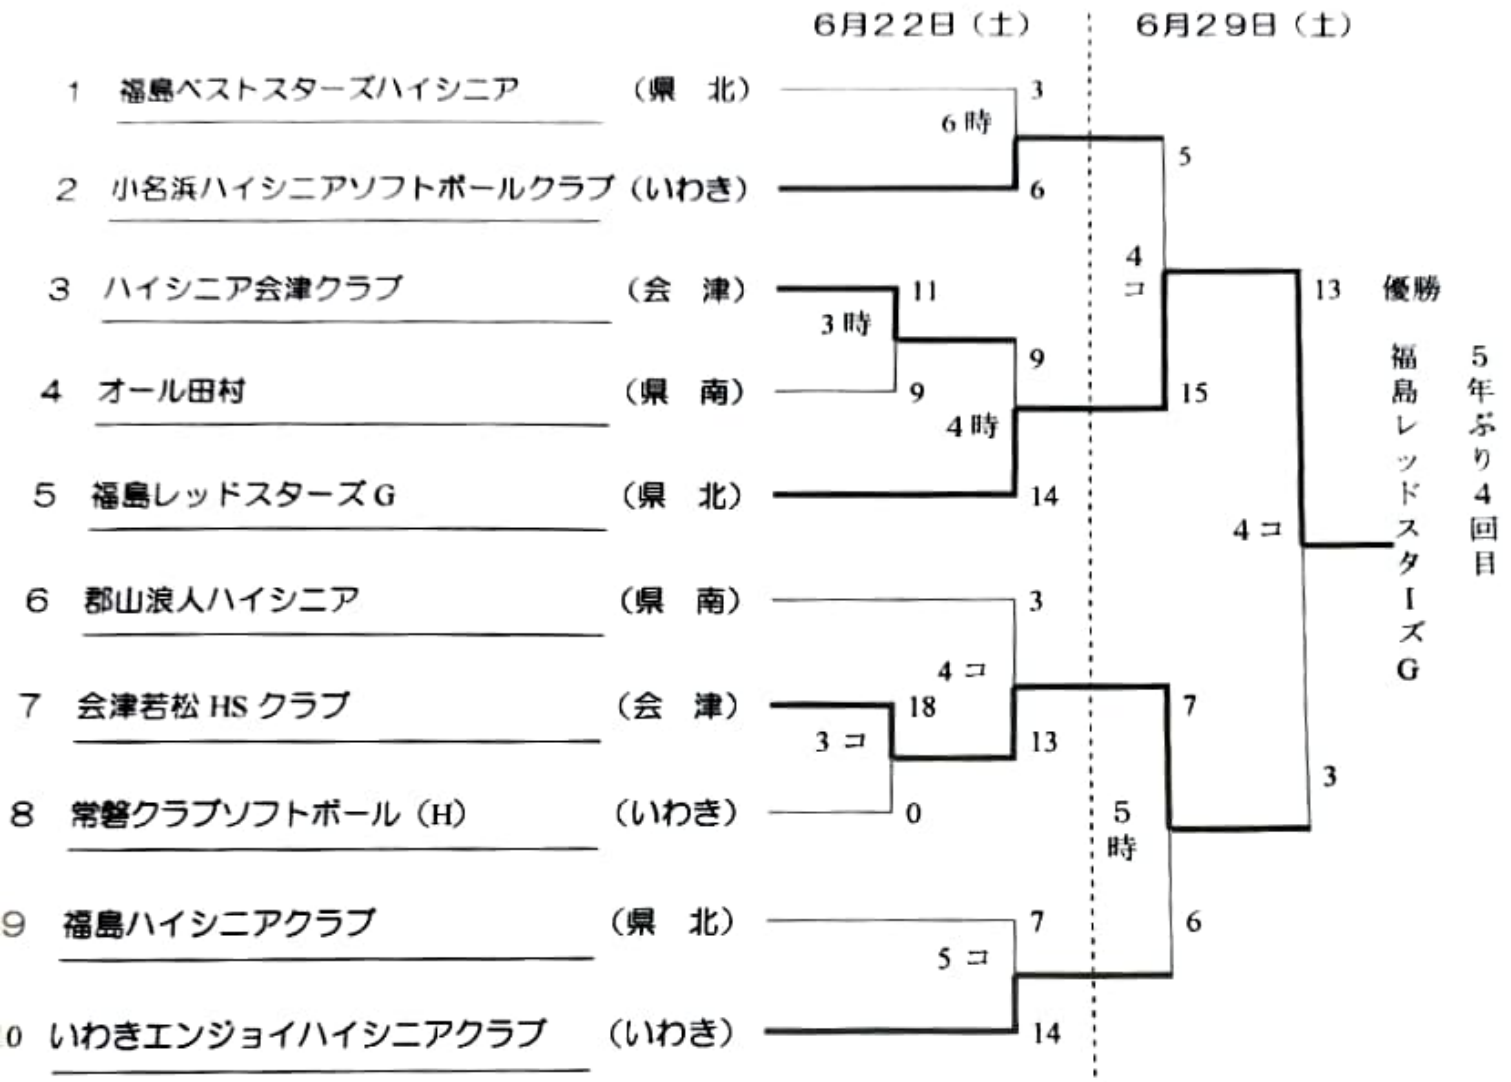 6月22日（土） 6月29日（土）
1 福島ベストスターズハイシニア （県 北） 3
6時
5
2 小名浜ハイシニアソフトボールクラブ （いわき） 6
4コ
3 ハイシニア会津クラブ （会 津） 11
13 優勝
3時
9
4 オール田村 （県 南） 9
15
4時
5 福島レッドスターズG （県 北） 14
4コ
福島レッドスターズG
5年ぶり4回目
6 郡山浪人ハイシニア （県 南） 3
4コ
7 会津若松HSクラブ （会 津） 18
7
3コ
13
3
8 常磐クラブソフトボール（H） （いわき） 0
5時
9 福島ハイシニアクラブ （県 北） 7
6
5コ
10 いわきエンジョイハイシニアクラブ （いわき） 14